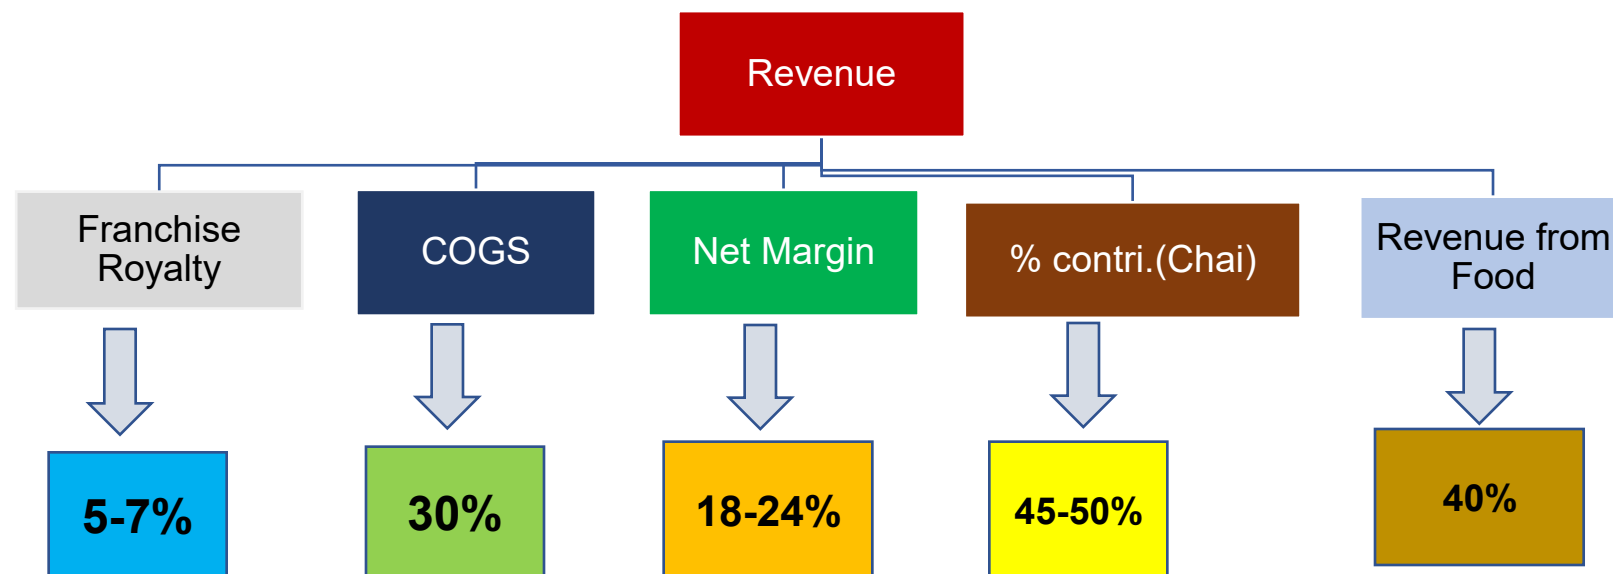 Revenue
Franchise
Royalty
COGS
Net Margin
% contri.(Chai)
Revenue from
Food
5-7%
30%
18-24%
45-50%
40%